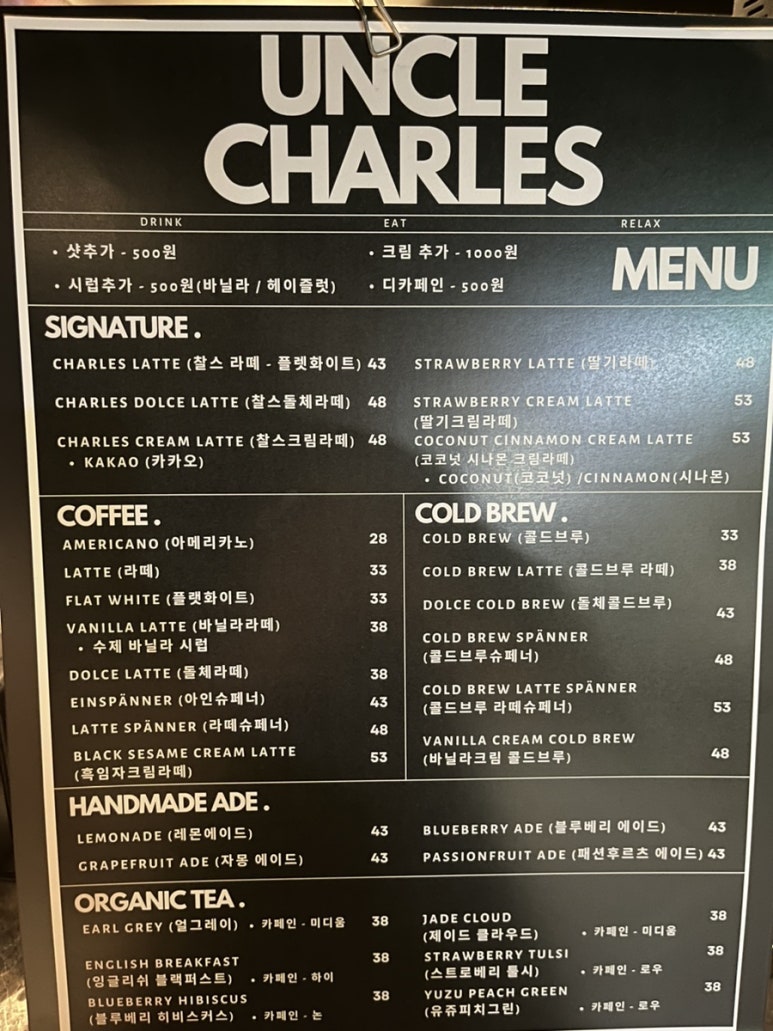 UNCLE
CHARLES
DRINK EAT RELAX
• 샷추가 - 500원
• 크림 추가 - 1000원
• 시럽추가 - 500원(바닐라 / 헤이즐럿)
• 디카페인 - 500원
MENU
SIGNATURE .
CHARLES LATTE (찰스 라떼 - 플렛화이트) 43
CHARLES DOLCE LATTE (찰스돌체라떼) 48
CHARLES CREAM LATTE (찰스크림라떼) 48
• KAKAO (카카오)
STRAWBERRY LATTE (딸기라떼) 48
STRAWBERRY CREAM LATTE 53
(딸기크림라떼)
COCONUT CINNAMON CREAM LATTE 53
(코코넛 시나몬 크림라떼)
• COCONUT(코코넛) /CINNAMON(시나몬)
COFFEE .
AMERICANO (아메리카노) 28
LATTE (라떼) 33
FLAT WHITE (플랫화이트) 33
VANILLA LATTE (바닐라라떼) 38
• 수제 바닐라 시럽
DOLCE LATTE (돌체라떼) 38
EINSPÄNNER (아인슈페너) 43
LATTE SPÄNNER (라떼슈페너) 48
BLACK SESAME CREAM LATTE 53
(흑임자크림라떼)
COLD BREW .
COLD BREW (콜드브루) 33
COLD BREW LATTE (콜드브루 라떼) 38
DOLCE COLD BREW (돌체콜드브루) 43
COLD BREW SPÄNNER
(콜드브루슈페너) 48
COLD BREW LATTE SPÄNNER
(콜드브루 라떼슈페너) 53
VANILLA CREAM COLD BREW
(바닐라크림 콜드브루) 48
HANDMADE ADE .
LEMONADE (레몬에이드) 43
GRAPEFRUIT ADE (자몽 에이드) 43
BLUEBERRY ADE (블루베리 에이드) 43
PASSIONFRUIT ADE (패션후르츠 에이드) 43
ORGANIC TEA .
EARL GREY (얼그레이) • 카페인 - 미디움 38
ENGLISH BREAKFAST 38
(잉글리쉬 블랙퍼스트) • 카페인 - 하이
BLUEBERRY HIBISCUS 38
(블루베리 히비스커스) • 카페인 - 논
JADE CLOUD 38
(제이드 클라우드) • 카페인 - 미디움
STRAWBERRY TULSI 38
(스트로베리 툴시) • 카페인 - 로우
YUZU PEACH GREEN 38
(유쥬피치그린) • 카페인 - 로우